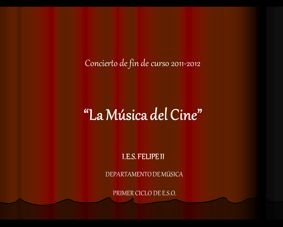 Concierto de fin de curso 2011-2012
“La Música del Cine”
I.E.S. FELIPE II
DEPARTAMENTO DE MÚSICA
PRIMER CICLO DE E.S.O.